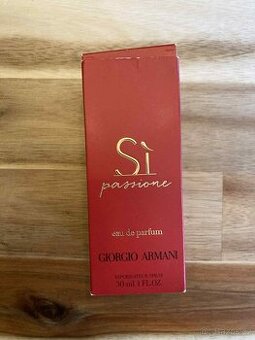 Sì
passione
eau de parfum
GIORGIO ARMANI
VAPORISATEUR SPRAY
30 ml 1 FL.OZ.